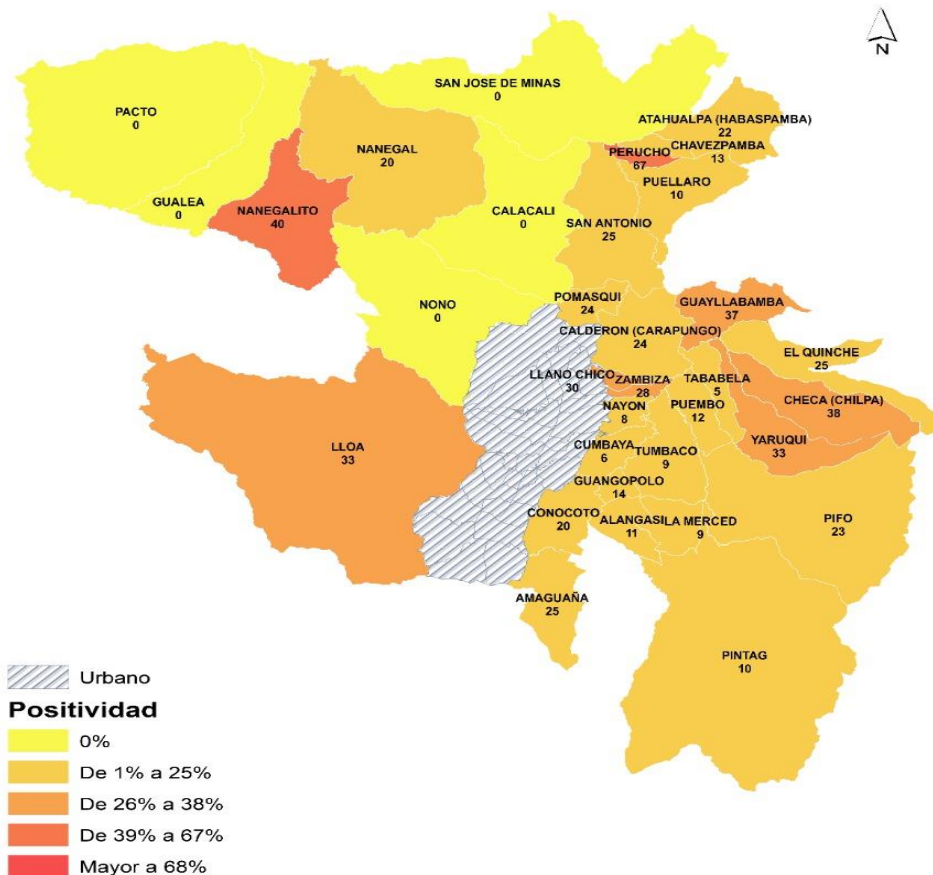 N
SAN JOSE DE MINAS
0
PACTO
0
ATAHUALPA (HABASPAMBA)
22
CHAVEZPAMBA
13
NANEGAL
20
PERUCHO
67
PUELLARO
10
GUALEA
0
NANEGALITO
40
CALACALI
0
SAN ANTONIO
25
NONO
0
POMASQUI
24
GUAYLLABAMBA
37
CALDERON (CARAPUNGO)
24
EL QUINCHE
25
LLANO CHICO
30
ZAMBIZA
28
TABABELA
5
CHECA (CHILPA)
38
NAYON
8
PUEMBO
12
YARUQUI
33
LLOA
33
CUMBAYA
6
TUMBACO
9
GUANGOPOLO
14
CONOCOTO
20
ALANGASI
11
LA MERCED
9
PIFO
23
AMAGUAÑA
25
PINTAG
10
Urbano
Positividad
0%
De 1% a 25%
De 26% a 38%
De 39% a 67%
Mayor a 68%